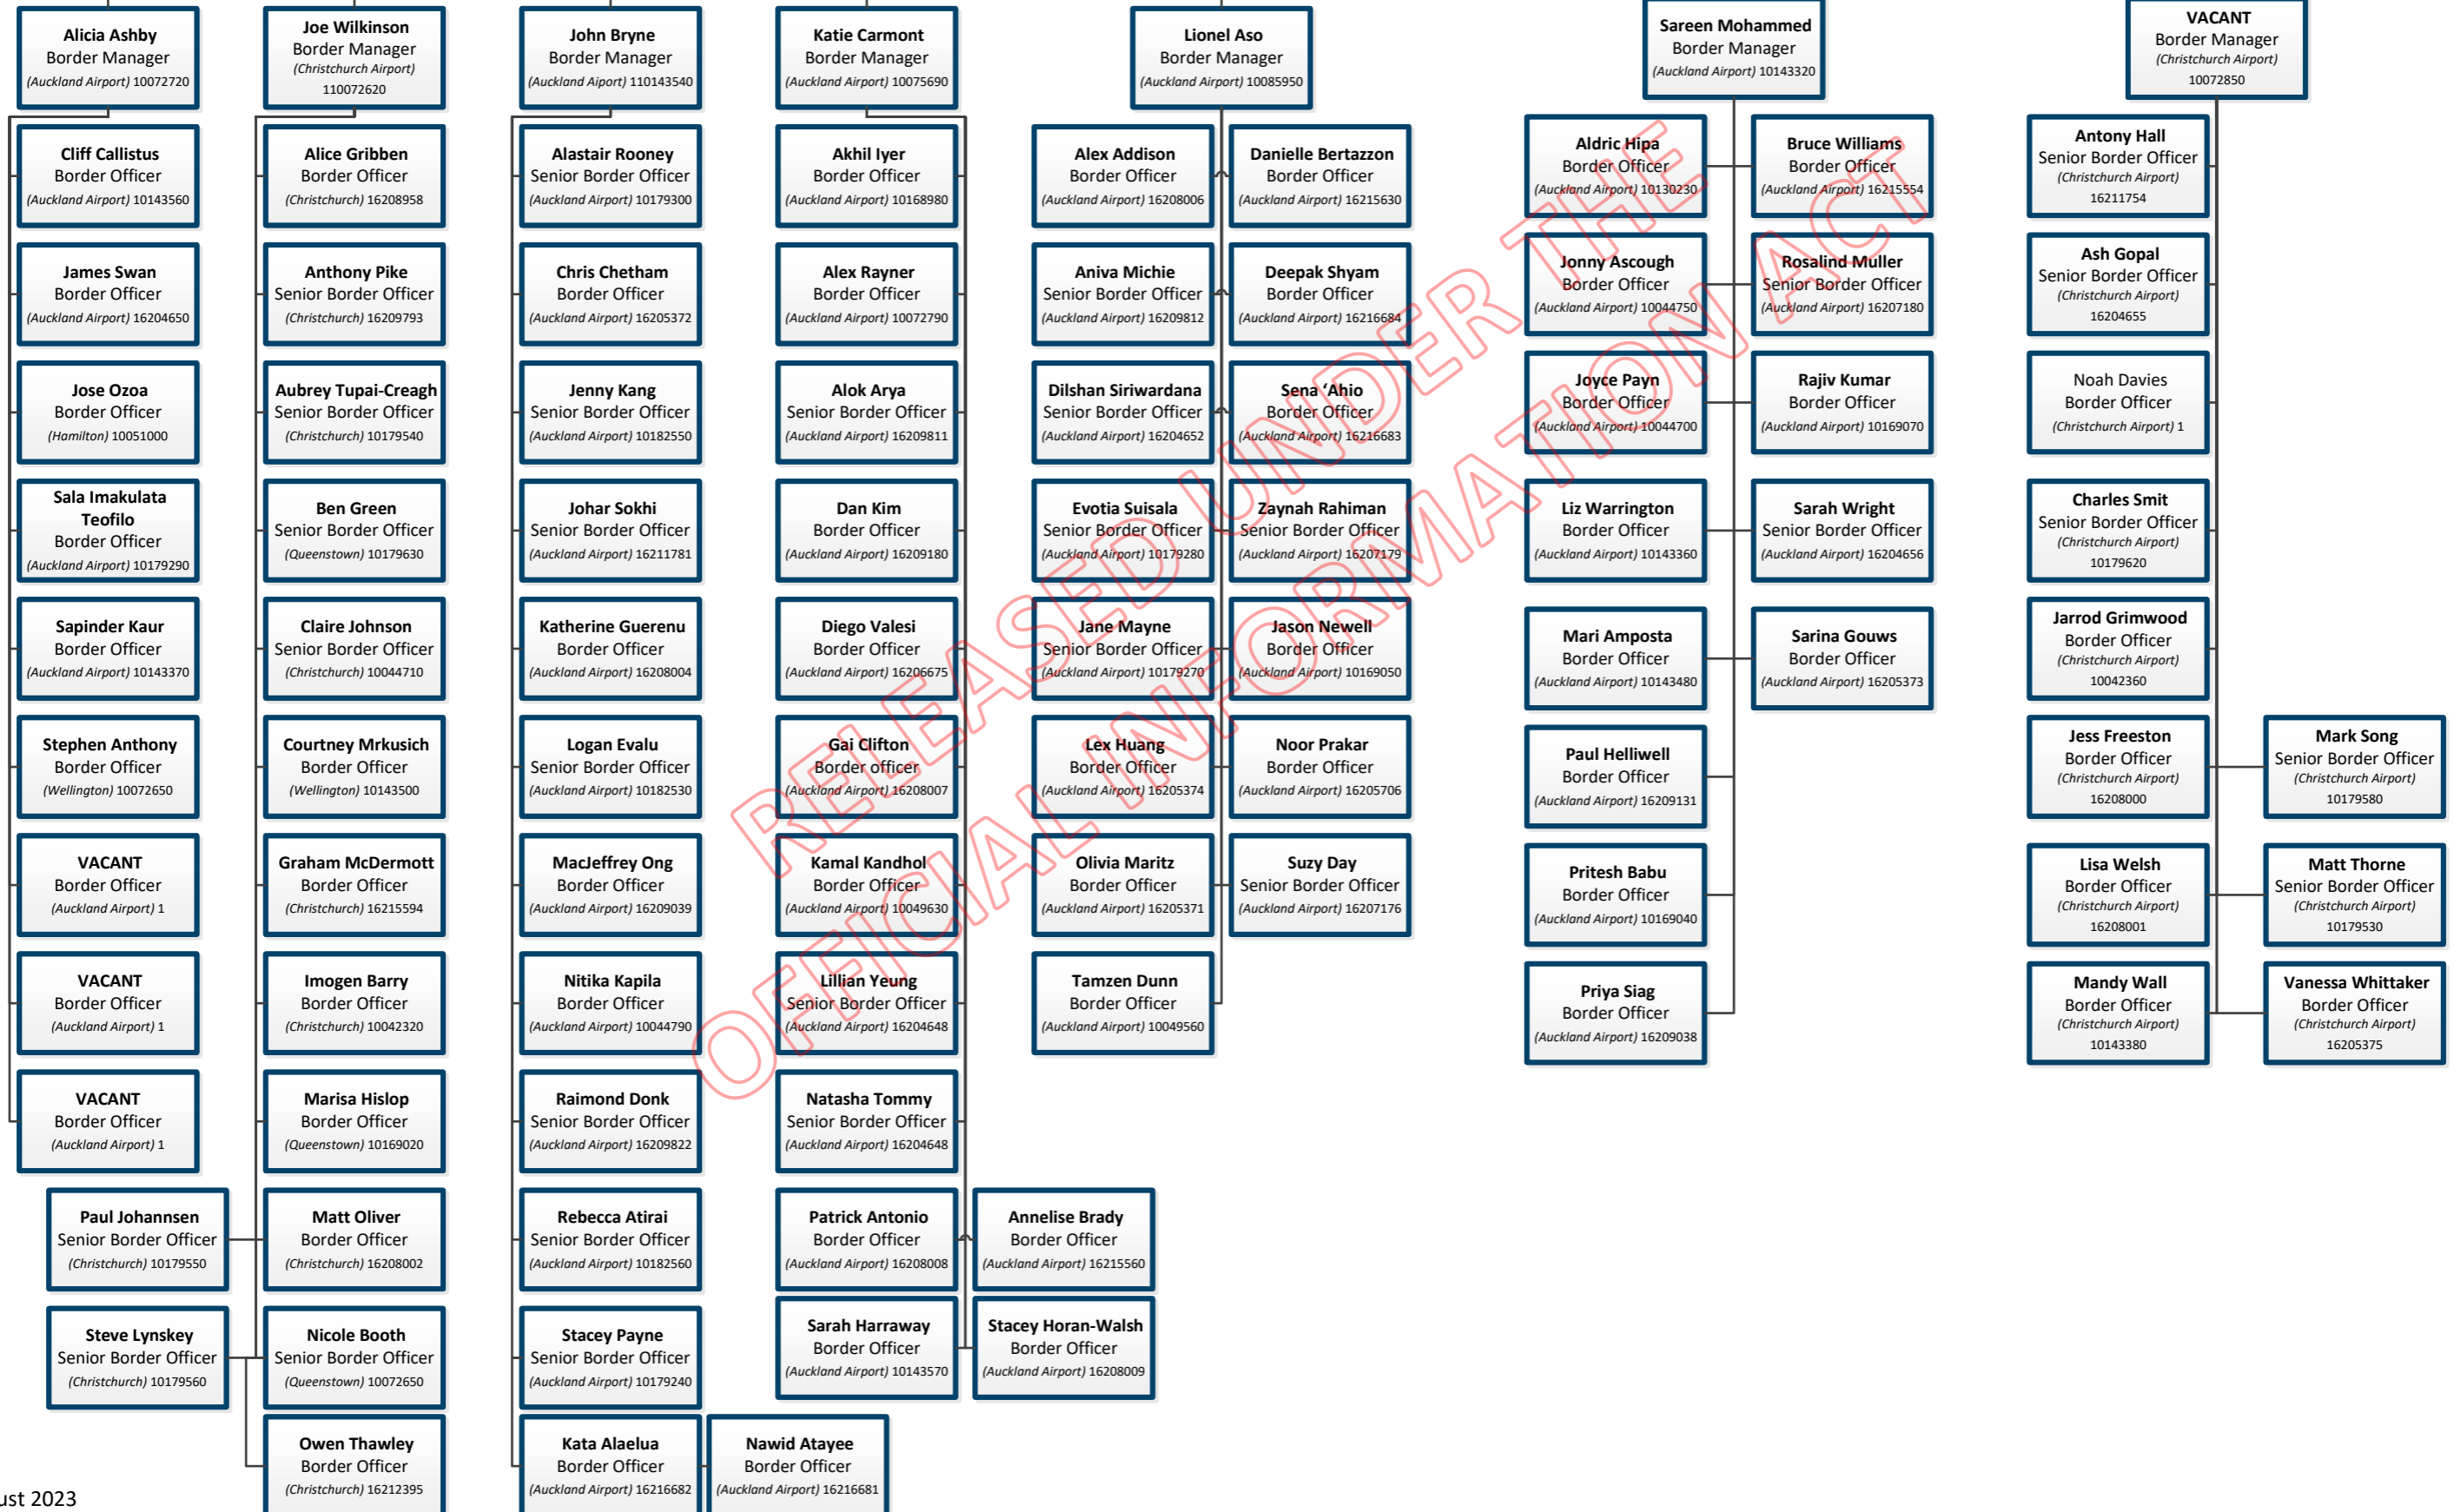 Alicia Ashby
Border Manager
(Auckland Airport) 10072720
Joe Wilkinson
Border Manager
(Christchurch Airport)
110072620
John Bryne
Border Manager
(Auckland Aiport) 110143540
Katie Carmont
Border Manager
(Auckland Airport) 10075690
Lionel Aso
Border Manager
(Auckland Airport) 10085950
Sareen Mohammed
Border Manager
(Auckland Airport) 10143320
VACANT
Border Manager
(Christchurch Airport)
10072850
Cliff Callistus
Border Officer
(Auckland Airport) 10143560
James Swan
Border Officer
(Auckland Airport) 16204650
Jose Ozoa
Border Officer
(Hamilton) 10051000
Sala Imakulata
Teofilo
Border Officer
(Auckland Airport) 10179290
Sapinder Kaur
Border Officer
(Auckland Airport) 10143370
Stephen Anthony
Border Officer
(Wellington) 10072650
VACANT
Border Officer
(Auckland Airport) 1
VACANT
Border Officer
(Auckland Airport) 1
VACANT
Border Officer
(Auckland Airport) 1
Alice Gribben
Border Officer
(Christchurch) 16208958
Anthony Pike
Senior Border Officer
(Christchurch) 16209793
Aubrey Tupai-Creagh
Senior Border Officer
(Christchurch) 10179540
Ben Green
Senior Border Officer
(Queenstown) 10179630
Claire Johnson
Senior Border Officer
(Christchurch) 10044710
Courtney Mrkusich
Border Officer
(Wellington) 10143500
Graham McDermott
Border Officer
(Christchurch) 16215594
Imogen Barry
Border Officer
(Christchurch) 10042320
Marisa Hislop
Border Officer
(Queenstown) 10169020
Paul Johannsen
Senior Border Officer
(Christchurch) 10179550
Matt Oliver
Border Officer
(Christchurch) 16208002
Steve Lynskey
Senior Border Officer
(Christchurch) 10179560
Nicole Booth
Senior Border Officer
(Queenstown) 10072650
Owen Thawley
Border Officer
(Christchurch) 16212395
Alastair Rooney
Senior Border Officer
(Auckland Airport) 10179300
Chris Chetham
Border Officer
(Auckland Airport) 16205372
Jenny Kang
Senior Border Officer
(Auckland Airport) 10182550
Johar Sokhi
Senior Border Officer
(Auckland Airport) 16211781
Katherine Guerenu
Border Officer
(Auckland Airport) 16208004
Logan Evalu
Senior Border Officer
(Auckland Airport) 10182530
MacJeffrey Ong
Border Officer
(Auckland Airport) 16209039
Nitika Kapila
Border Officer
(Auckland Airport) 10044790
Raimond Donk
Senior Border Officer
(Auckland Airport) 16209822
Rebecca Atirai
Senior Border Officer
(Auckland Airport) 10182560
Stacey Payne
Senior Border Officer
(Auckland Airport) 10179240
Kata Alaelua
Border Officer
(Auckland Airport) 16216682
Nawid Atayee
Border Officer
(Auckland Airport) 16216681
Akhil Iyer
Border Officer
(Auckland Airport) 10168980
Alex Rayner
Border Officer
(Auckland Airport) 10072790
Alok Arya
Senior Border Officer
(Auckland Airport) 16209811
Dan Kim
Border Officer
(Auckland Airport) 16209180
Diego Valesi
Border Officer
(Auckland Airport) 16206675
Gai Clifton
Border officer
(Auckland Airport) 16208007
Kamal Kandhol
Border Officer
(Auckland Airport) 10049630
Lillian Yeung
Senior Border Officer
(Auckland Airport) 16204648
Natasha Tommy
Senior Border Officer
(Auckland Airport) 16204648
Patrick Antonio
Border Officer
(Auckland Airport) 16208008
Annelise Brady
Border Officer
(Auckland Airport) 16215560
Sarah Harraway
Border Officer
(Auckland Airport) 10143570
Stacey Horan-Walsh
Border Officer
(Auckland Airport) 16208009
Alex Addison
Border Officer
(Auckland Airport) 16208006
Danielle Bertazzon
Border Officer
(Auckland Airport) 16215630
Aniva Michie
Senior Border Officer
(Auckland Airport) 16209812
Deepak Shyam
Border Officer
(Auckland Airport) 16216684
Dilshan Siriwardana
Senior Border Officer
(Auckland Airport) 16204652
Sena ‘Ahio
Border Officer
(Auckland Airport) 16216683
Evotia Suisala
Senior Border Officer
(Auckland Airport) 10179280
Zaynah Rahiman
Senior Border Officer
(Auckland Airport) 16207179
Jane Mayne
Senior Border Officer
(Auckland Airport) 10179270
Jason Newell
Border Officer
(Auckland Airport) 10169050
Lex Huang
Border Officer
(Auckland Airport) 16205374
Noor Prakar
Border Officer
(Auckland Airport) 16205706
Olivia Maritz
Border Officer
(Auckland Airport) 16205371
Suzy Day
Senior Border Officer
(Auckland Airport) 16207176
Tamzen Dunn
Border Officer
(Auckland Airport) 10049560
Aldric Hipa
Border Officer
(Auckland Airport) 10130230
Bruce Williams
Border Officer
(Auckland Airport) 16215554
Jonny Ascough
Border Officer
(Auckland Airport) 10044750
Rosalind Muller
Senior Border Officer
(Auckland Airport) 16207180
Joyce Payn
Border Officer
(Auckland Airport) 10044700
Rajiv Kumar
Border Officer
(Auckland Airport) 10169070
Liz Warrington
Border Officer
(Auckland Airport) 10143360
Sarah Wright
Senior Border Officer
(Auckland Airport) 16204656
Mari Amposta
Border Officer
(Auckland Airport) 10143480
Sarina Gouws
Border Officer
(Auckland Airport) 16205373
Paul Helliwell
Border Officer
(Auckland Airport) 16209131
Pritesh Babu
Border Officer
(Auckland Airport) 10169040
Priya Siag
Border Officer
(Auckland Airport) 16209038
Antony Hall
Senior Border Officer
(Christchurch Airport)
16211754
Ash Gopal
Senior Border Officer
(Christchurch Airport)
16204655
Noah Davies
Border Officer
(Christchurch Airport) 1
Charles Smit
Senior Border Officer
(Christchurch Airport)
10179620
Jarrod Grimwood
Border Officer
(Christchurch Airport)
10042360
Jess Freeston
Border Officer
(Christchurch Airport)
16208000
Mark Song
Senior Border Officer
(Christchurch Airport)
10179580
Lisa Welsh
Border Officer
(Christchurch Airport)
16208001
Matt Thorne
Senior Border Officer
(Christchurch Airport)
10179530
Mandy Wall
Border Officer
(Christchurch Airport)
10143380
Vanessa Whittaker
Border Officer
(Christchurch Airport)
16205375
RELEASED UNDER THE
OFFICIAL INFORMATION ACT
ust 2023